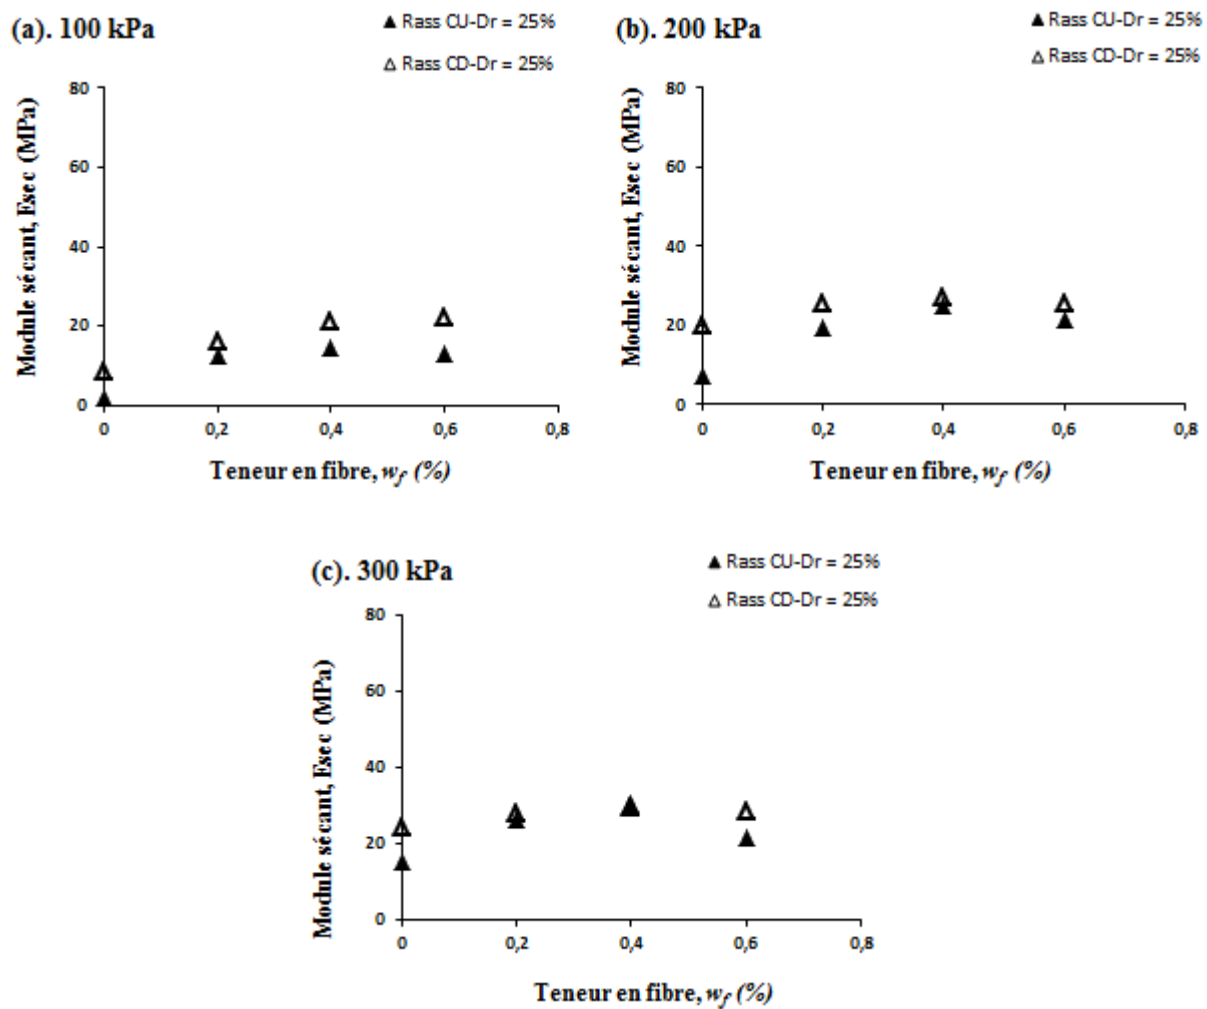 (a). 100 kPa
Rass CU-Dr = 25%
Rass CD-Dr = 25%
Module sécant, Esec (MPa)
80
60
40
20
0
0 0,2 0,4 0,6 0,8
Teneur en fibre, wf (%)
(b). 200 kPa
Rass CU-Dr = 25%
Rass CD-Dr = 25%
Module sécant, Esec (MPa)
80
60
40
20
0
0 0,2 0,4 0,6 0,8
Teneur en fibre, wf (%)
(c). 300 kPa
Rass CU-Dr = 25%
Rass CD-Dr = 25%
Module sécant, Esec (MPa)
80
60
40
20
0
0 0,2 0,4 0,6 0,8
Teneur en fibre, wf (%)